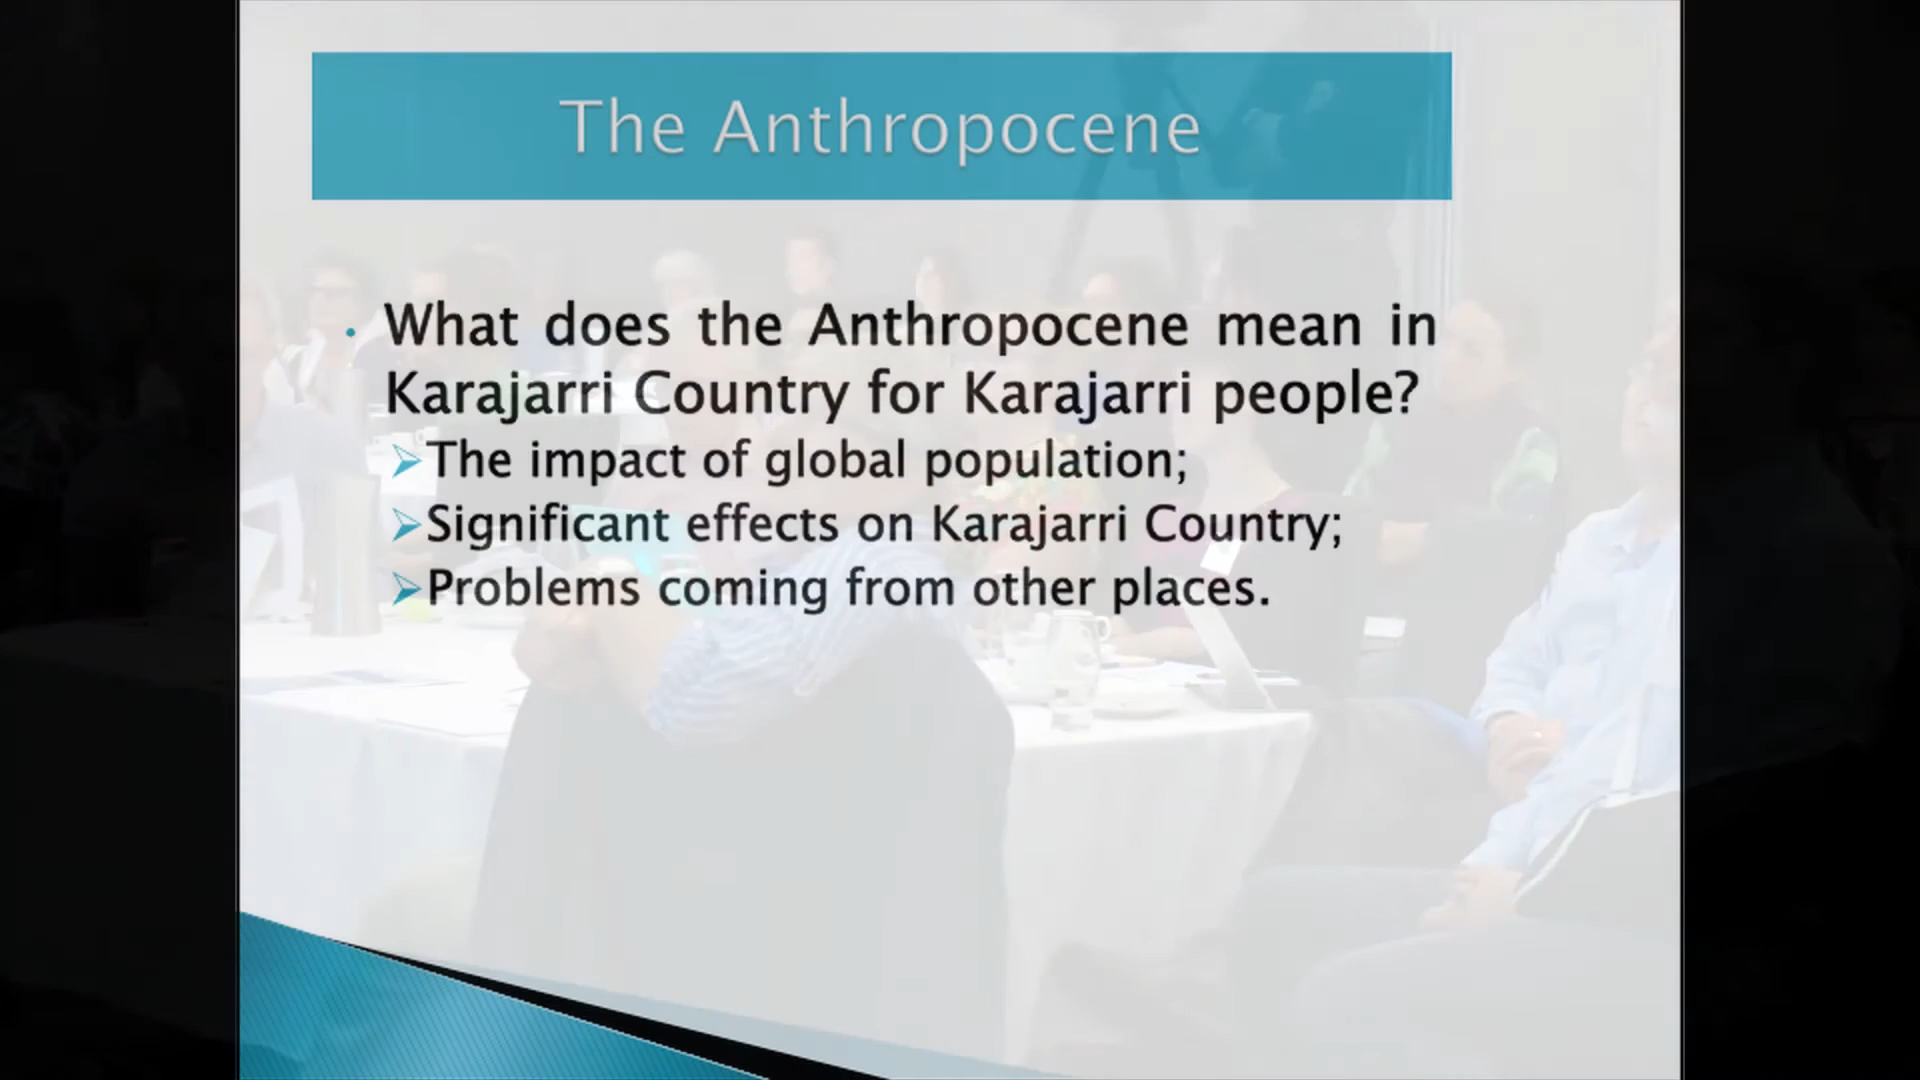 The Anthropocene
• What does the Anthropocene mean in
Karajarri Country for Karajarri people?
➢The impact of global population;
➢Significant effects on Karajarri Country;
➢Problems coming from other places.